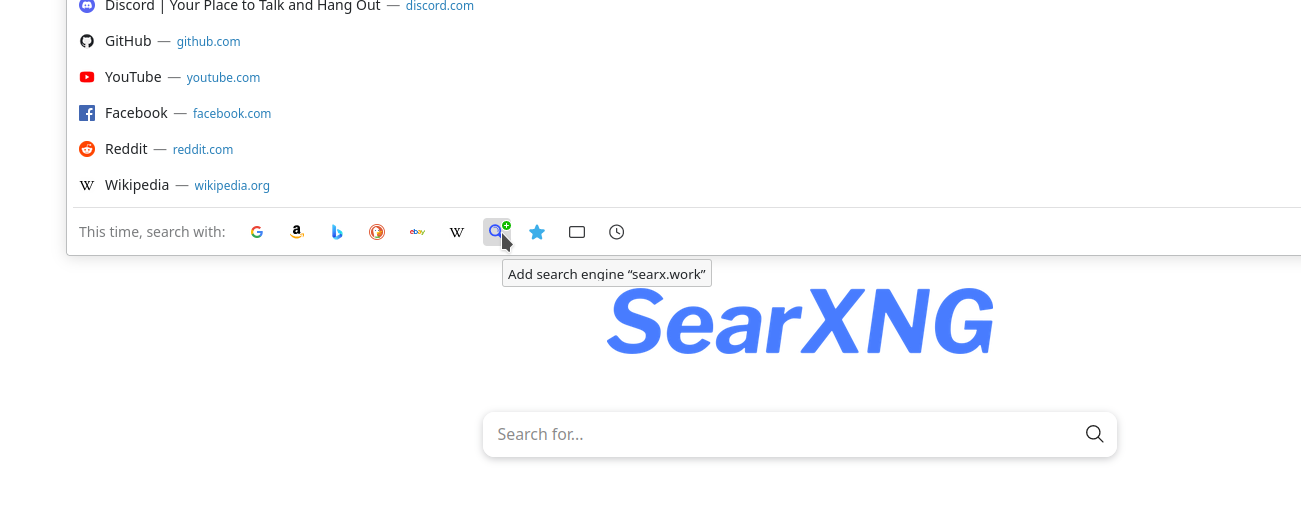 Discord | Your Place to Talk and Hang Out — discord.com
GitHub — github.com
YouTube — youtube.com
Facebook — facebook.com
Reddit — reddit.com
W Wikipedia — wikipedia.org
This time, search with: G a b ebay W
Add search engine “searx.work”
SearXNG
Search for...